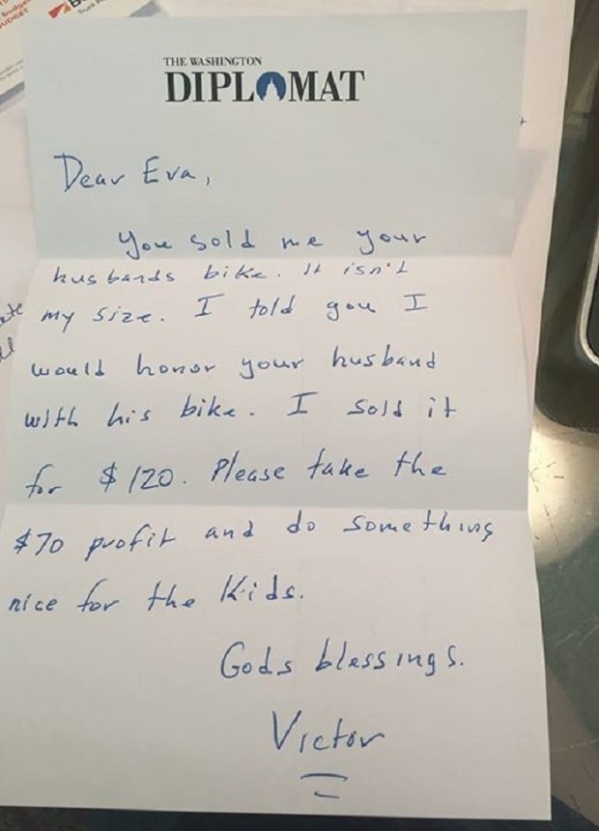 THE WASHINGTON
DIPLOMAT
Dear Eva,
You sold me your
husbands bike. It isn't
my size. I told you I
would honor your husband
with his bike. I sold it
for $120. Please take the
$70 profit and do something
nice for the Kids.
Gods blessings.
Victor